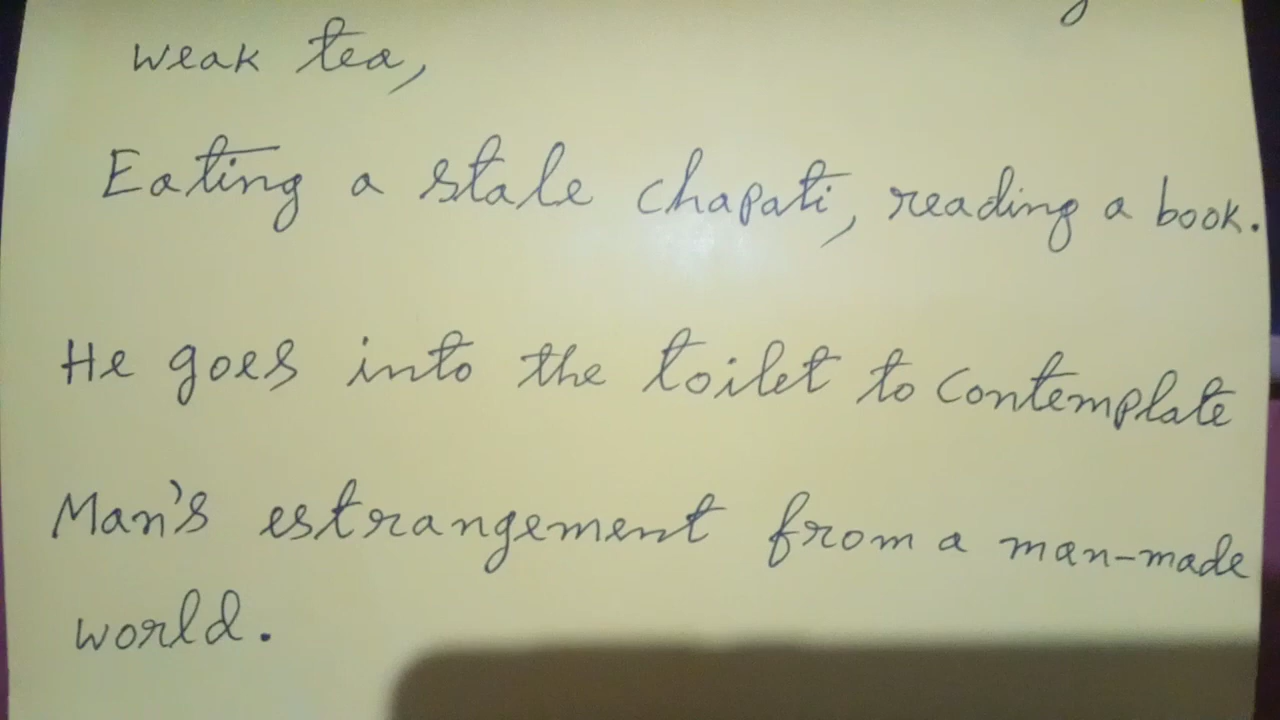 weak tea,
Eating a stale chapati, reading a book.
He goes into the toilet to contemplate
Man's estrangement from a man-made
world.